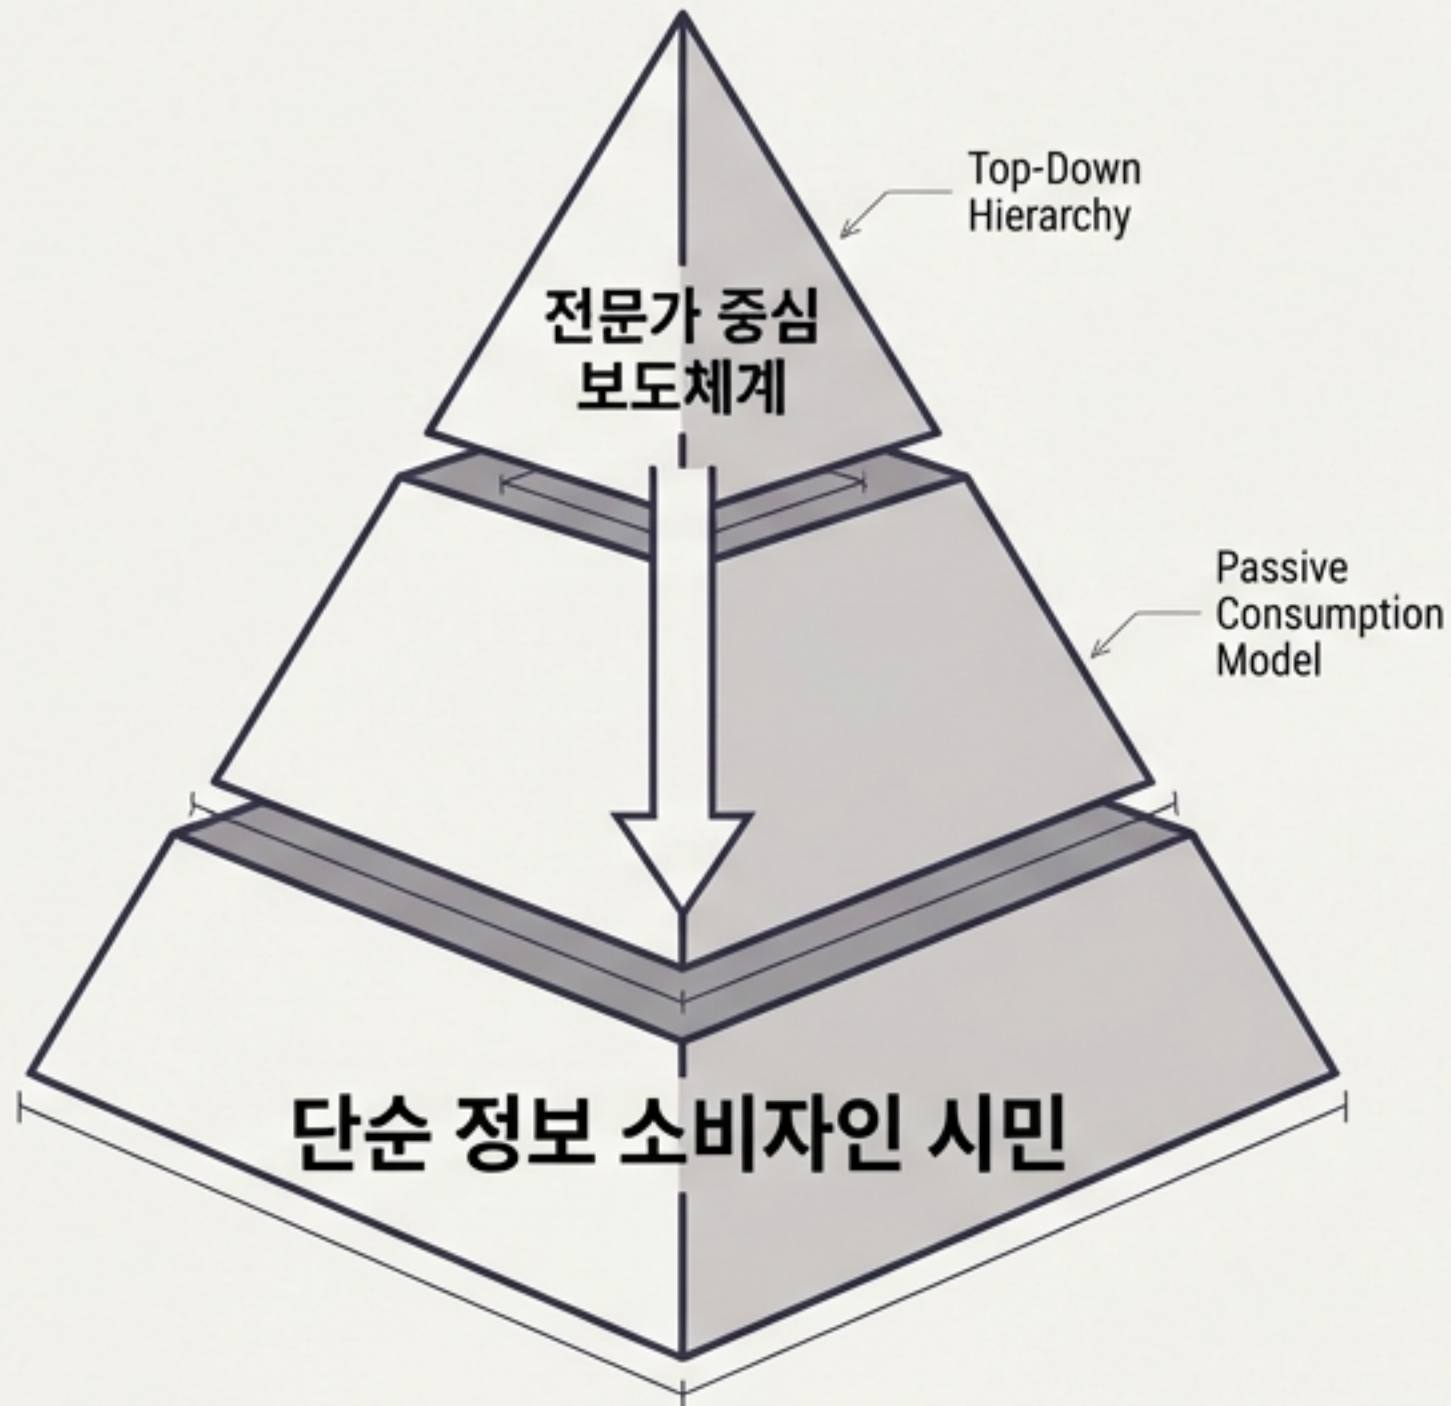 Top-Down
Hierarchy
전문가 중심
보도체계
Passive
Consumption
Model
단순 정보 소비자인 시민